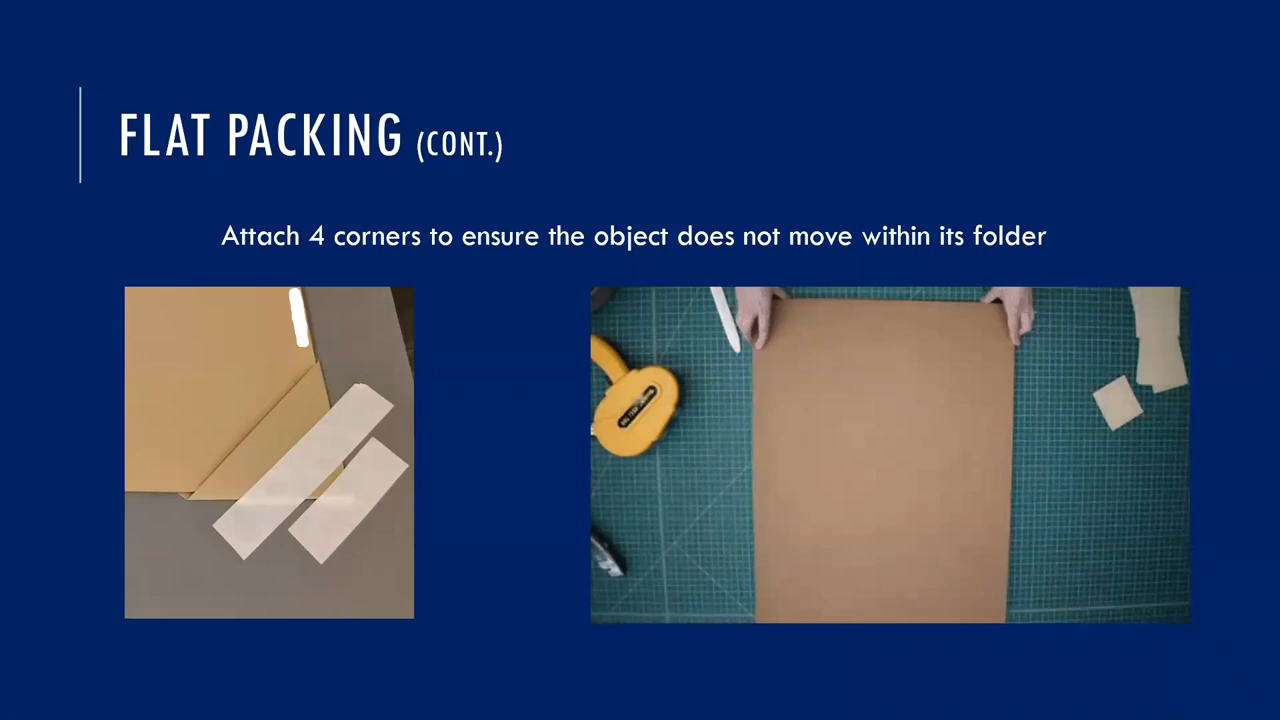 FLAT PACKING (CONT.)
Attach 4 corners to ensure the object does not move within its folder